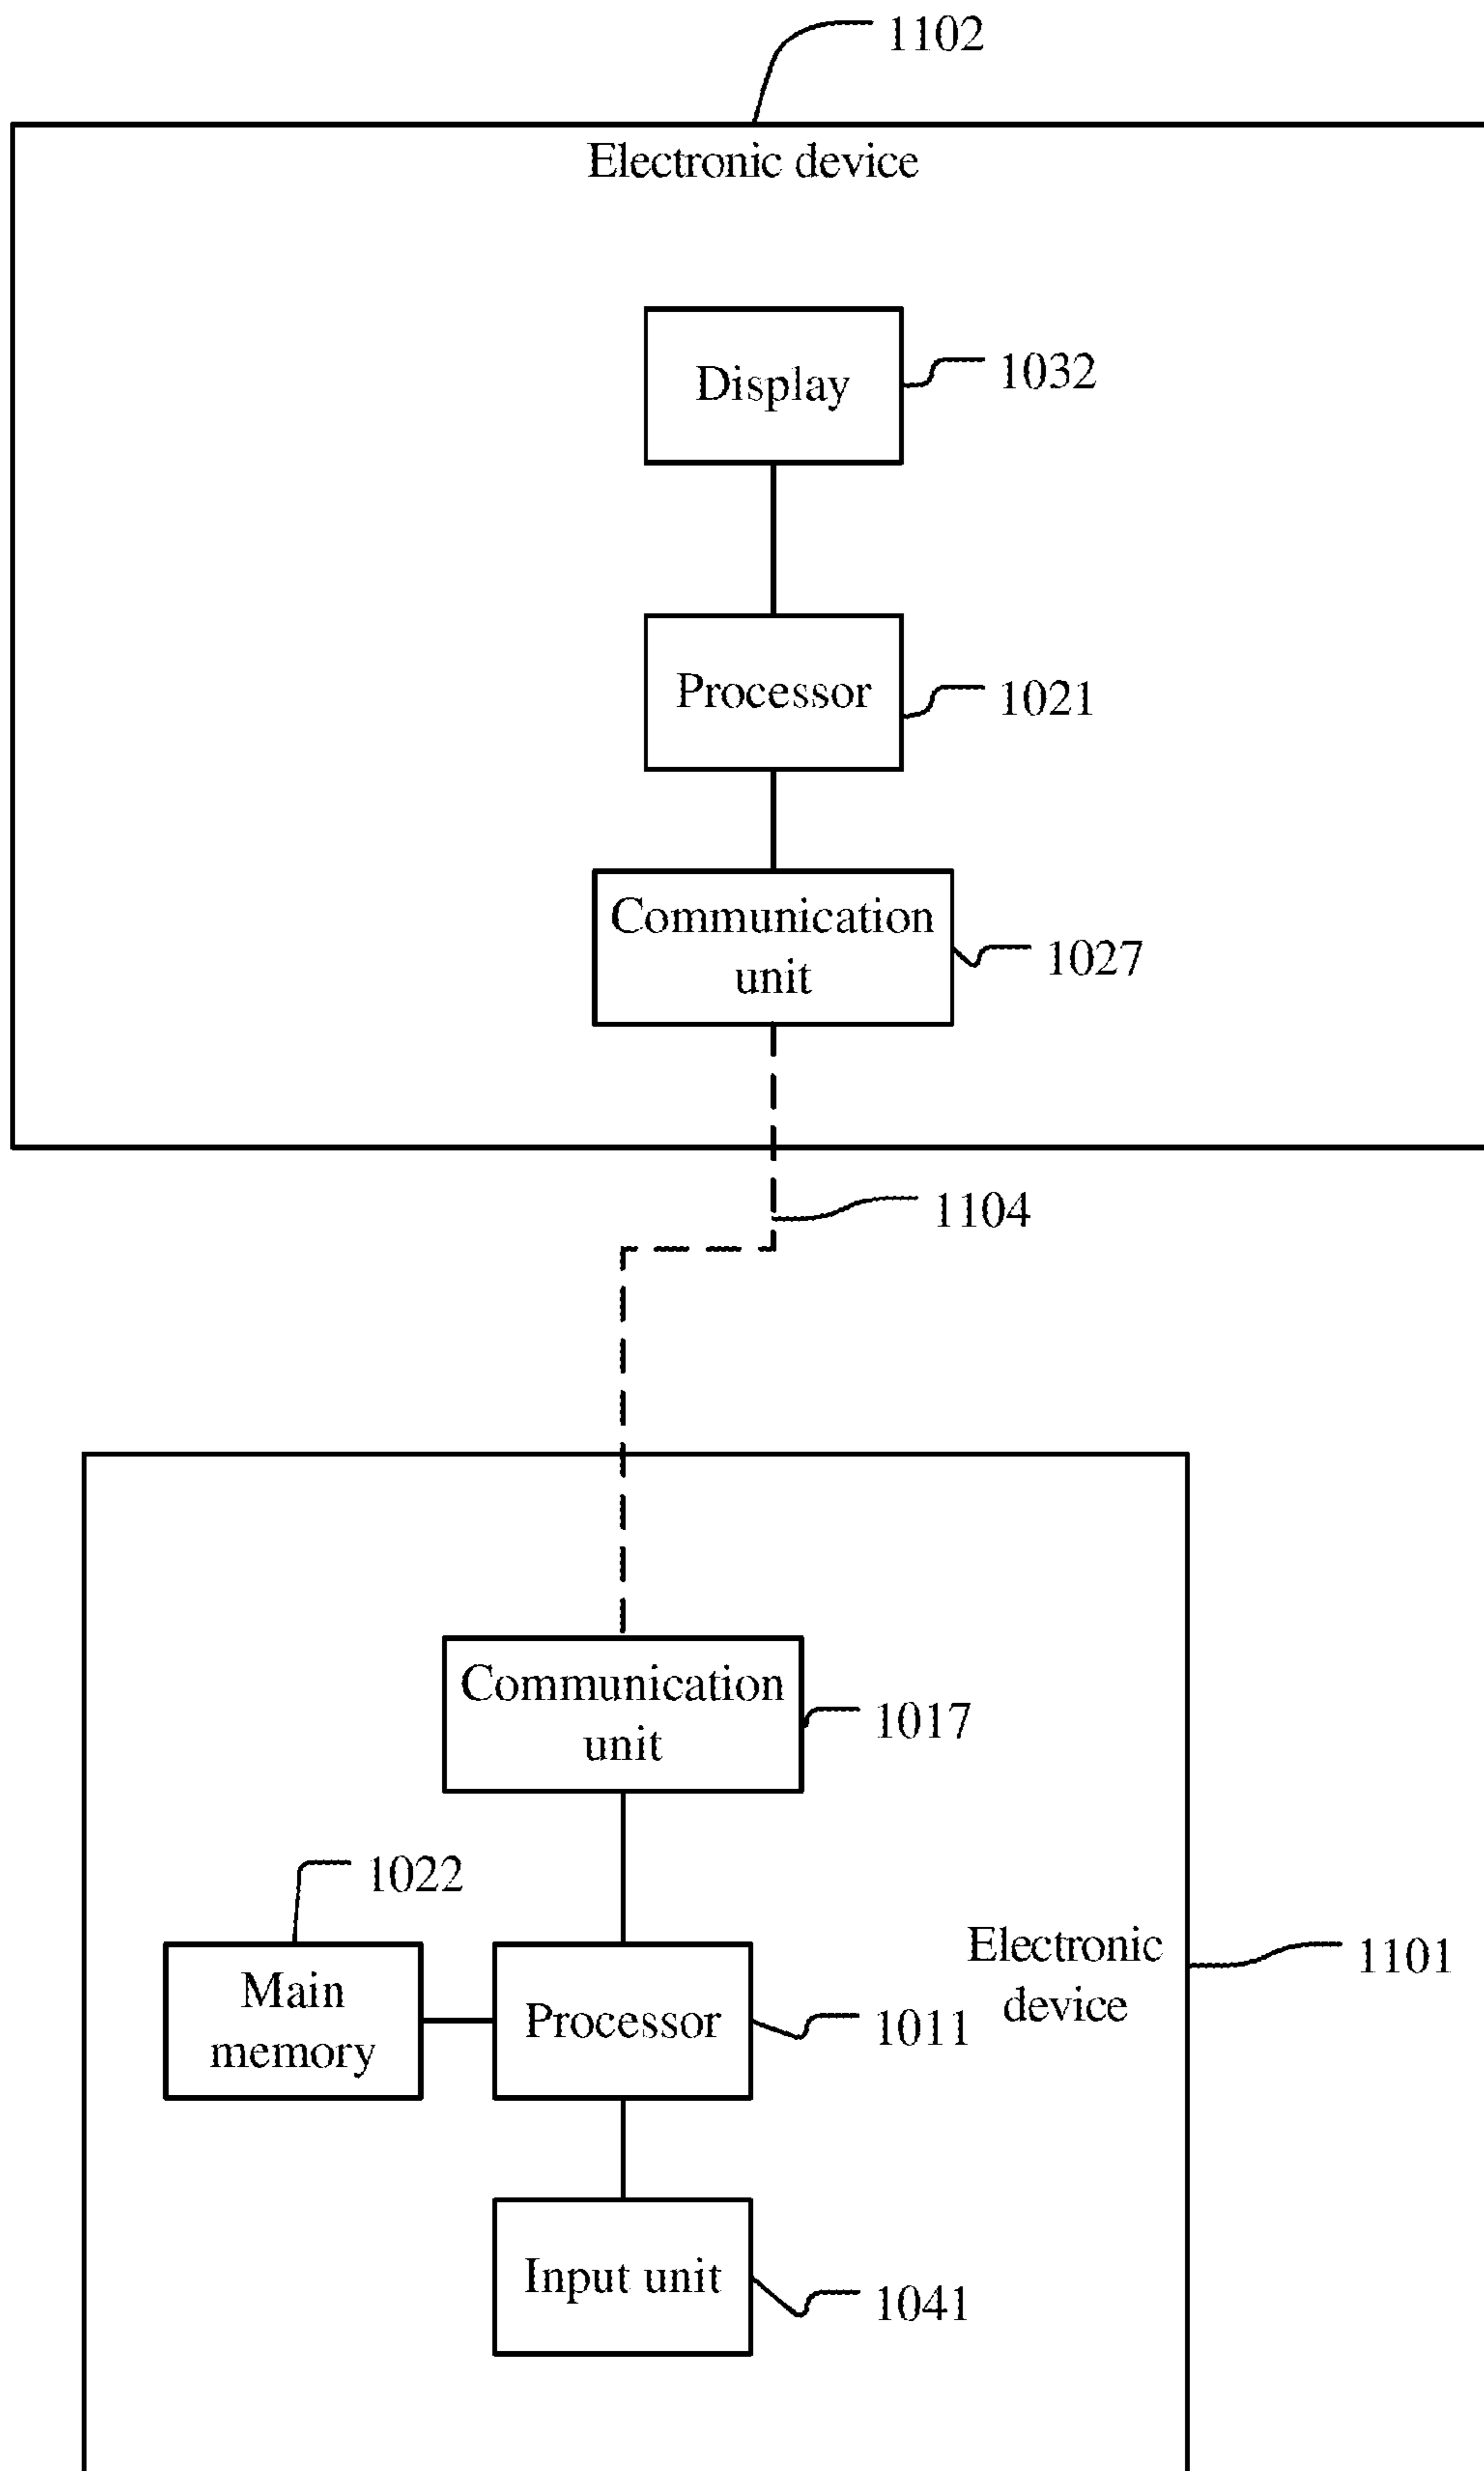 1102
Electronic device
Display
1032
Processor
1021
Communication
unit
1027
1104
Communication
unit
1017
1022
Main
memory
Processor
1011
Electronic
device
1101
Input unit
1041